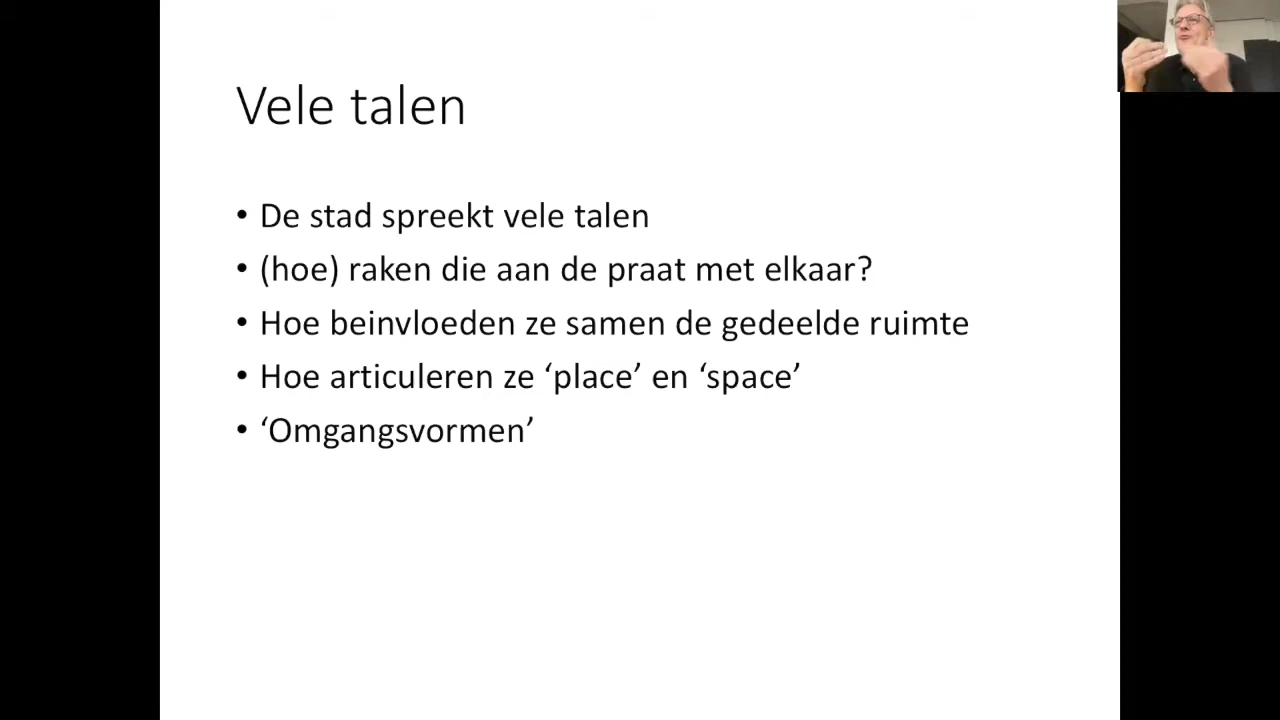 Vele talen
• De stad spreekt vele talen
• (hoe) raken die aan de praat met elkaar?
• Hoe beinvloeden ze samen de gedeelde ruimte
• Hoe articuleren ze ‘place’ en ‘space’
• ‘Omgangsvormen’